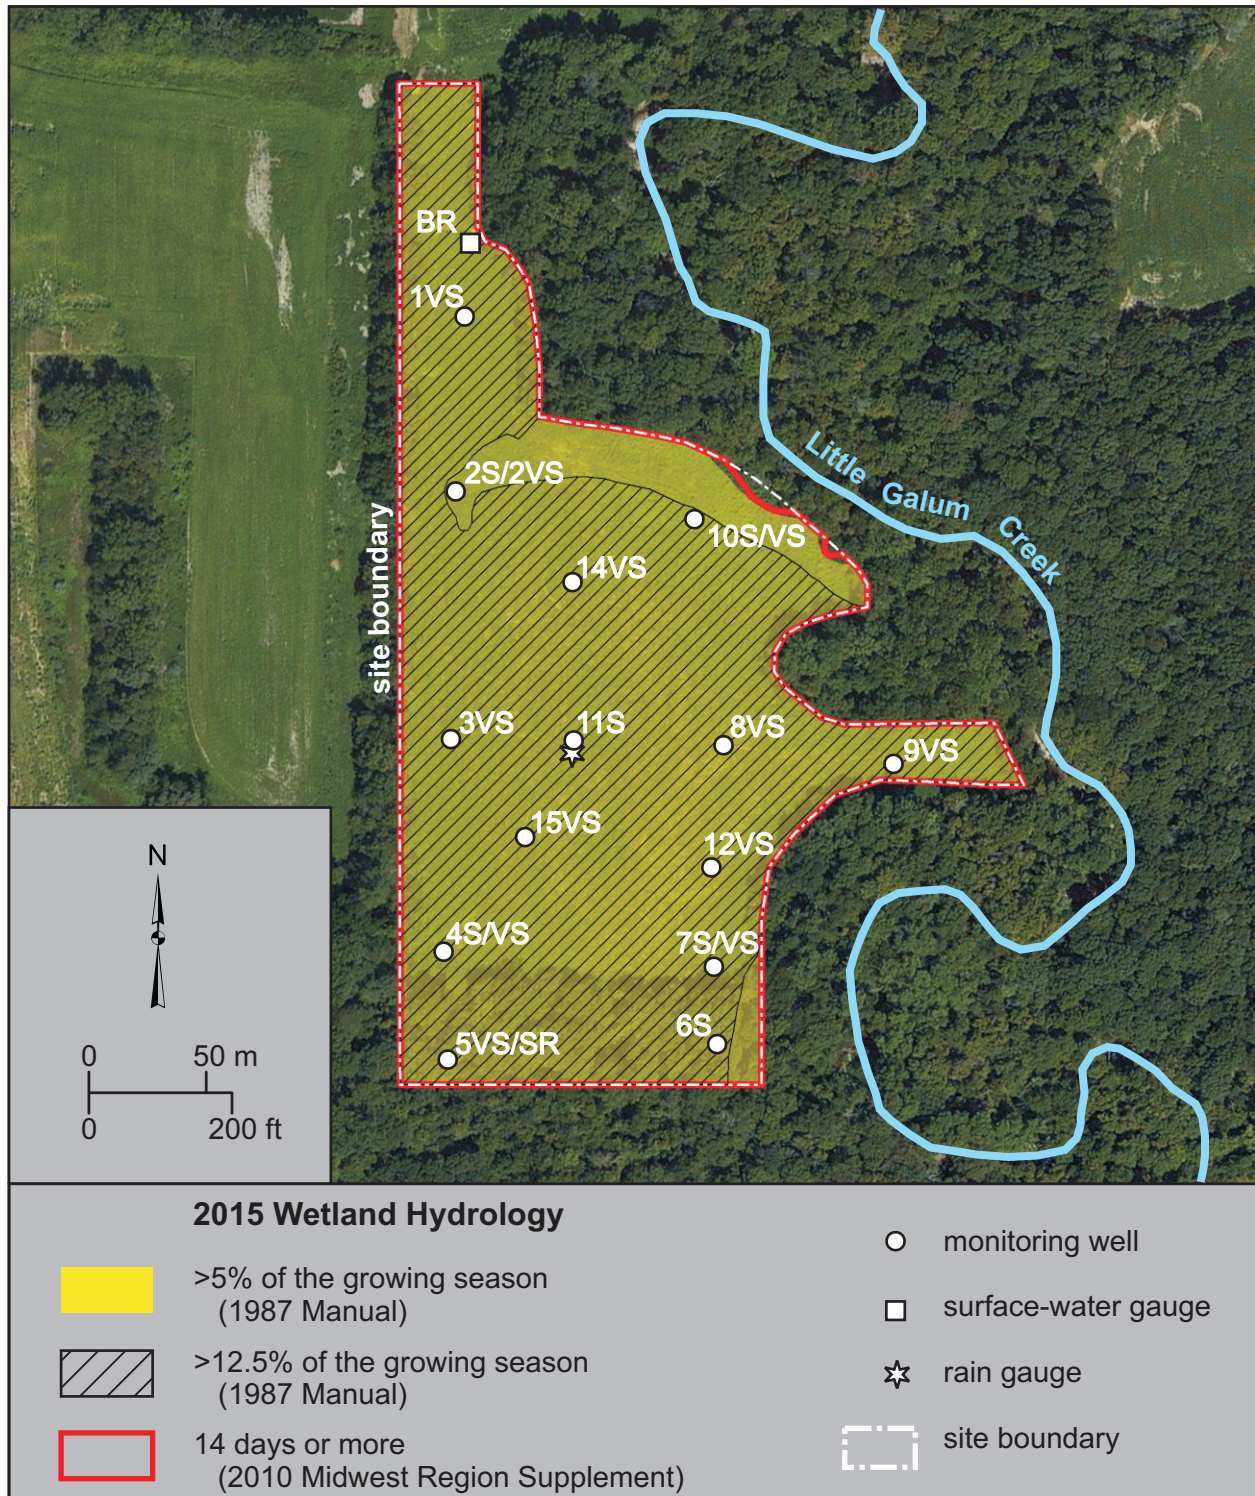 BR
1VS
2S/2VS
10S/VS
14VS
site boundary
Little Galum Creek
3VS
11S
8VS
9VS
15VS
12VS
4S/VS
7S/VS
6S
5VS/SR
N
0 50 m
0 200 ft
2015 Wetland Hydrology
>5% of the growing season
(1987 Manual)
>12.5% of the growing season
(1987 Manual)
14 days or more
(2010 Midwest Region Supplement)
monitoring well
surface-water gauge
rain gauge
site boundary